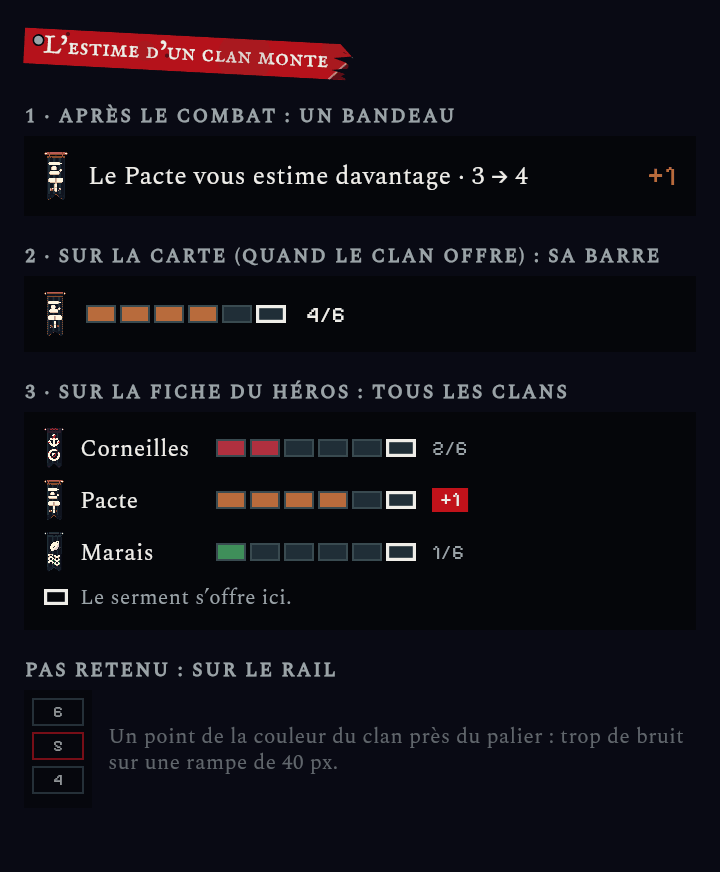 L'estime d'un clan monte
1 · APRÈS LE COMBAT : UN BANDEAU
Le Pacte vous estime davantage · 3 → 4 +1
2 · SUR LA CARTE (QUAND LE CLAN OFFRE) : SA BARRE
4/6
3 · SUR LA FICHE DU HÉROS : TOUS LES CLANS
Corneilles 2/6
Pacte +1
Marais 1/6
Le serment s'offre ici.
PAS RETENU : SUR LE RAIL
6
5
4
Un point de la couleur du clan près du palier : trop de bruit
sur une rampe de 40 px.